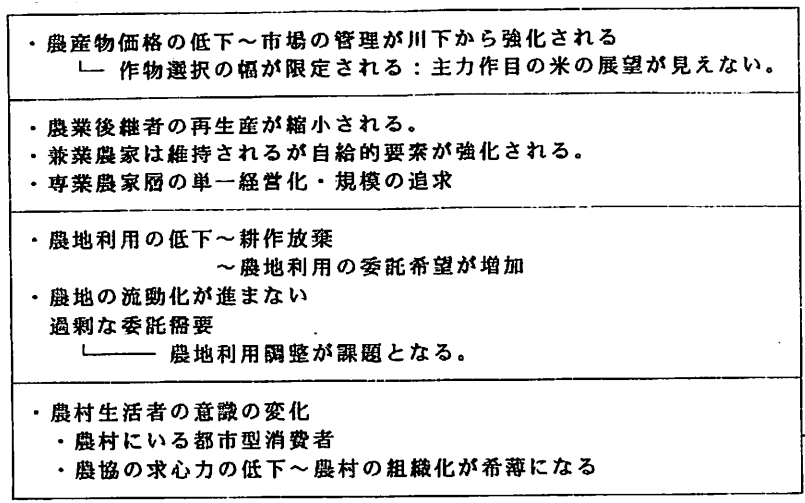 ・農産物価格の低下～市場の管理が川下から強化される
└─ 作物選択の幅が限定される：主力作目の米の展望が見えない。
・農業後継者の再生産が縮小される。
・兼業農家は維持されるが自給的要素が強化される。
・専業農家層の単一経営化・規模の追求
・農地利用の低下～耕作放棄
～農地利用の委託希望が増加
・農地の流動化が進まない
過剰な委託需要
└── 農地利用調整が課題となる。
・農村生活者の意識の変化
・農村にいる都市型消費者
・農協の求心力の低下～農村の組織化が希薄になる